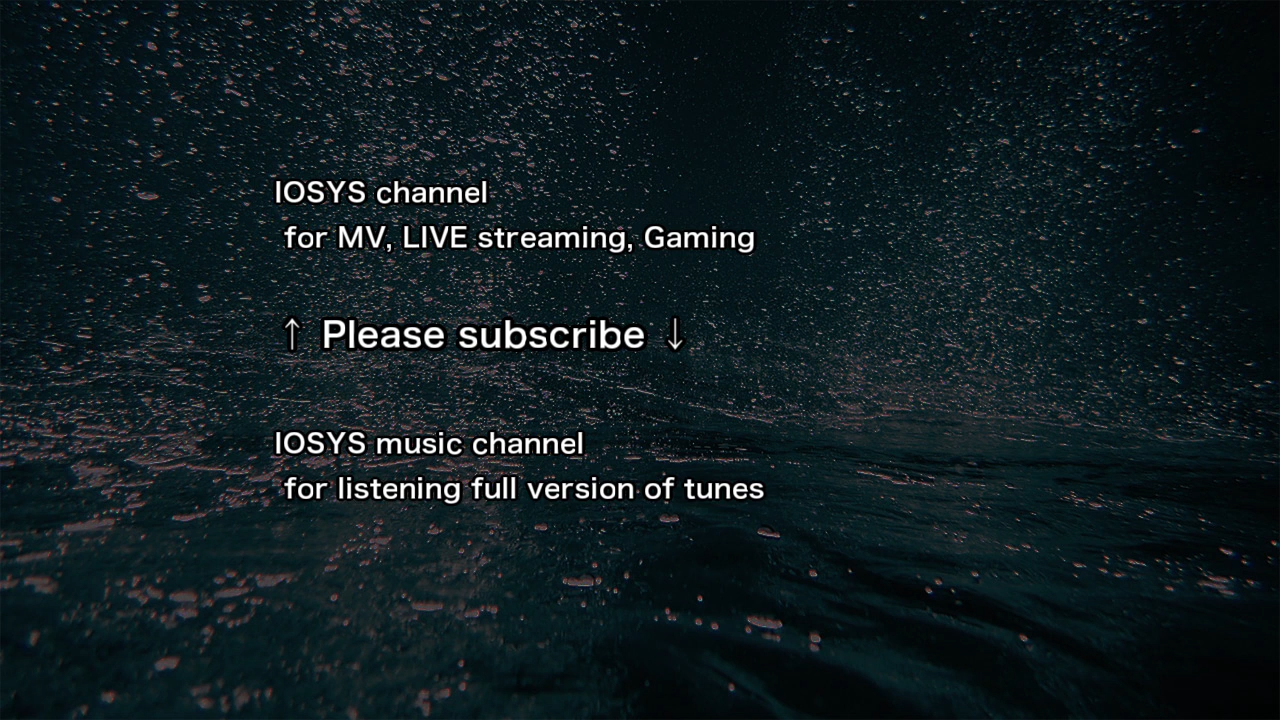 IOSYS channel
for MV, LIVE streaming, Gaming
↑ Please subscribe ↓
IOSYS music channel
for listening full version of tunes